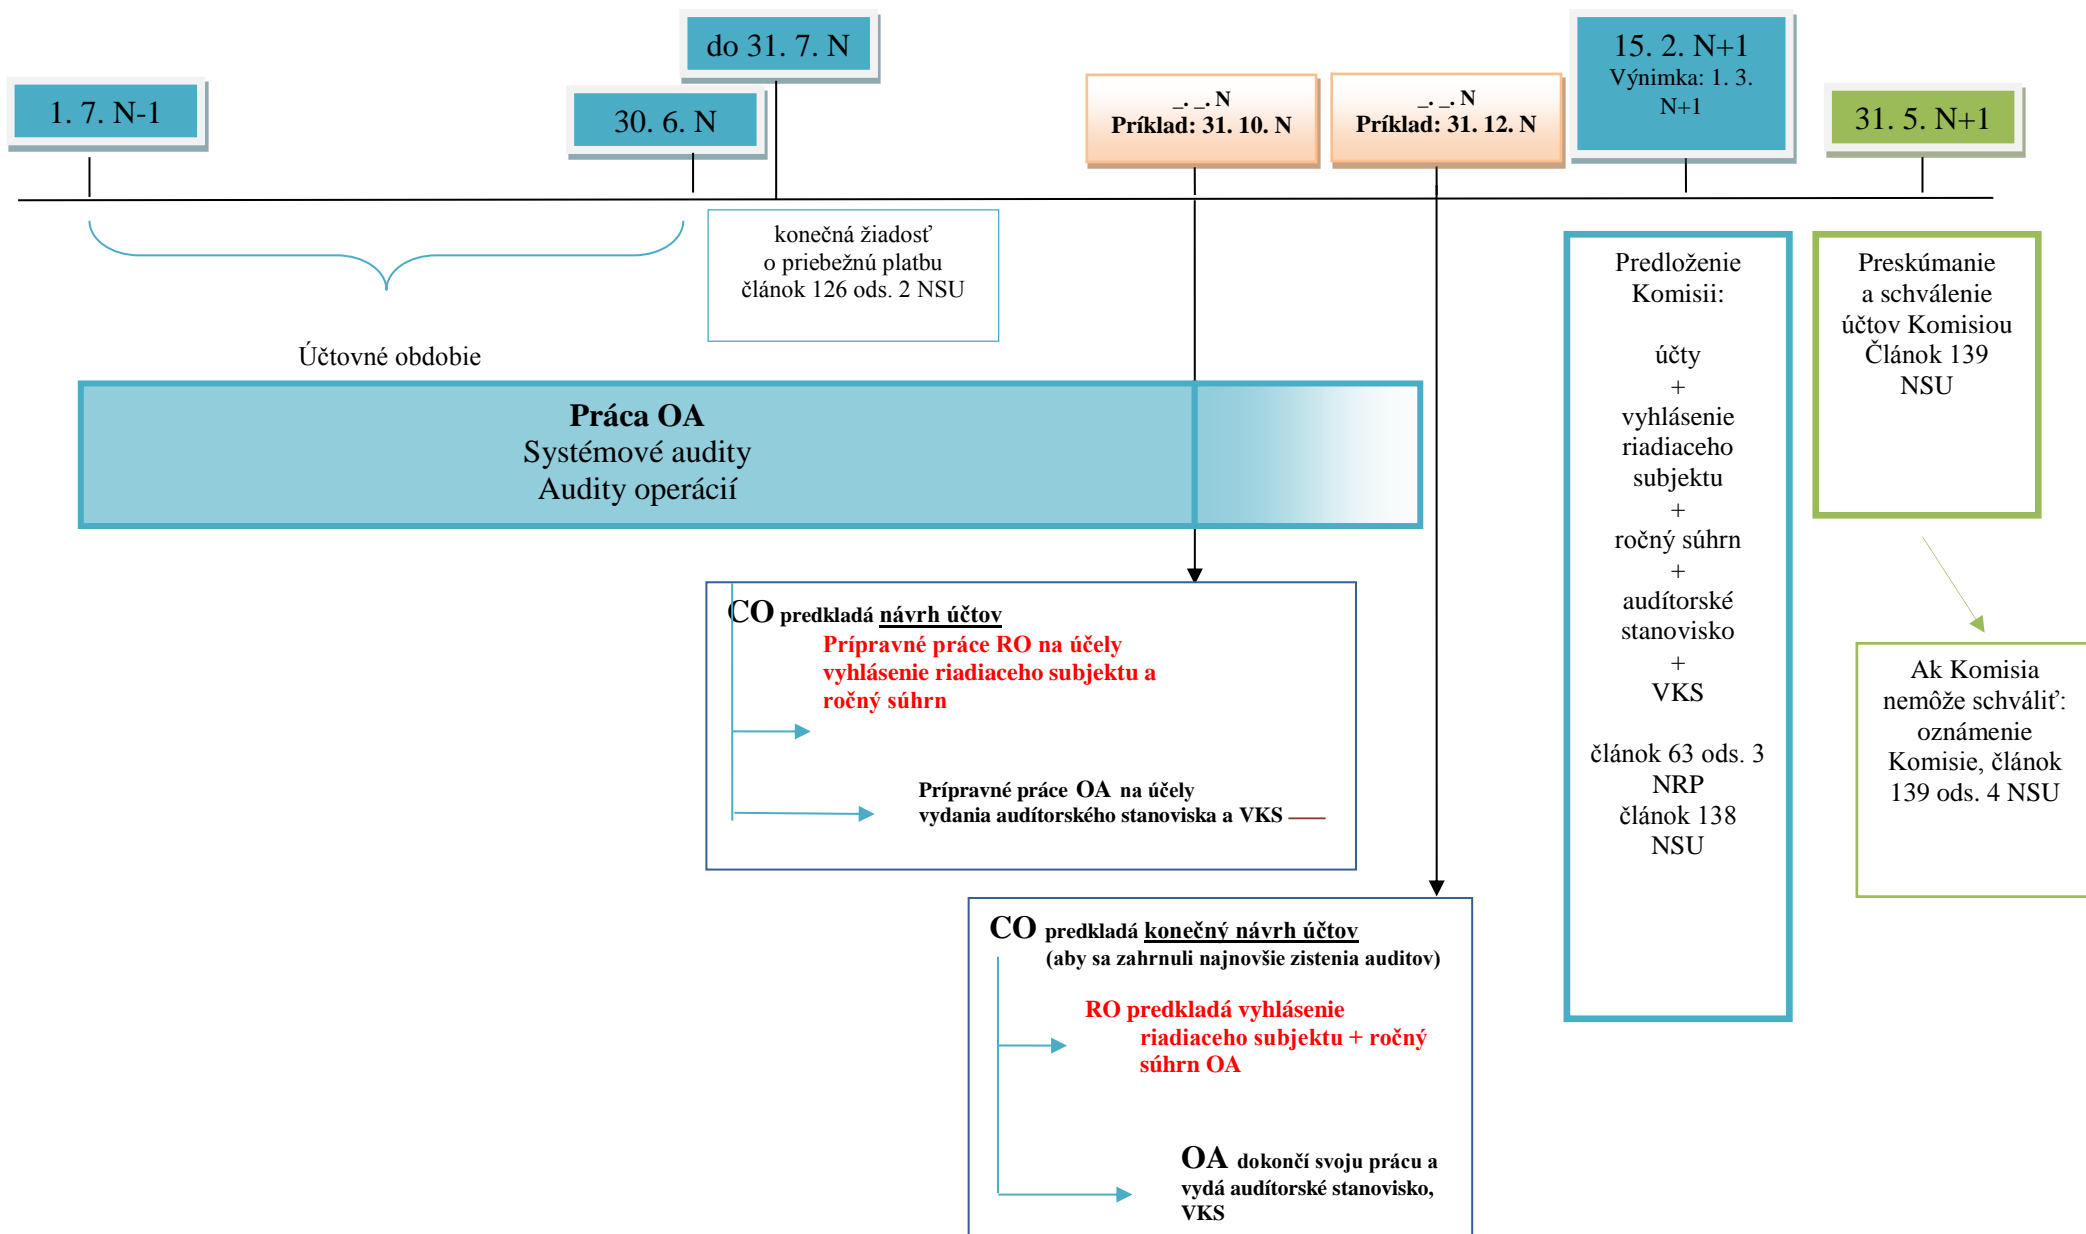 1. 7. N-1
30. 6. N
do 31. 7. N
_. _. N
Príklad: 31. 10. N
_. _. N
Príklad: 31. 12. N
15. 2. N+1
Výnimka: 1. 3.
N+1
31. 5. N+1
Účtovné obdobie
konečná žiadosť
o priebežnú platbu
článok 126 ods. 2 NSU
Práca OA
Systémové audity
Audity operácií
CO predkladá návrh účtov
Prípravné práce RO na účely
vyhlásenie riadiaceho subjektu a
ročný súhrn
Prípravné práce OA na účely
vydania audítorského stanoviska a VKS
CO predkladá konečný návrh účtov
(aby sa zahrnuli najnovšie zistenia auditov)
RO predkladá vyhlásenie
riadiaceho subjektu + ročný
súhrn OA
OA dokončí svoju prácu a
vydá audítorské stanovisko,
VKS
Predloženie
Komisii:
účty
+
vyhlásenie
riadiaceho
subjektu
+
ročný súhrn
+
audítorské
stanovisko
+
VKS
článok 63 ods. 3
NRP
článok 138
NSU
Preskúmanie
a schválenie
účtov Komisiou
Článok 139
NSU
Ak Komisia
nemôže schváliť:
oznámenie
Komisie, článok
139 ods. 4 NSU